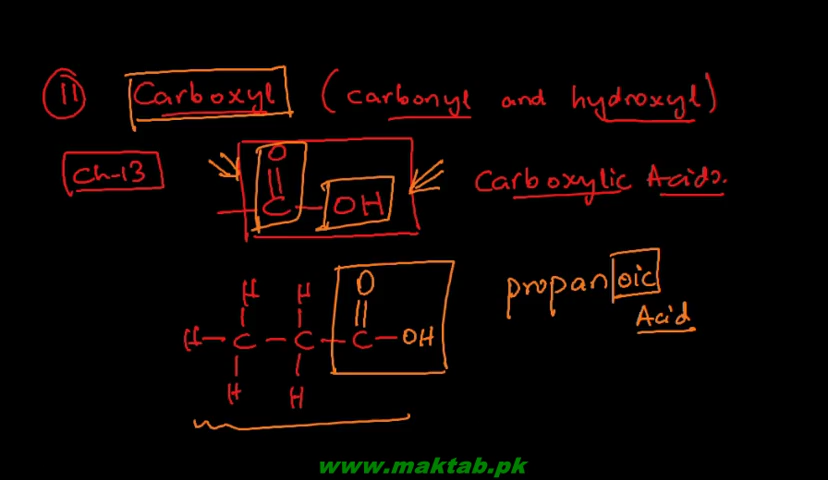 11 Carboxyl (carbonyl and hydroxyl)
Ch-13
O
C - OH Carboxylic Acids.
H H O
propanoic
H - C - C - C - OH Acid
H H
www.maktab.pk